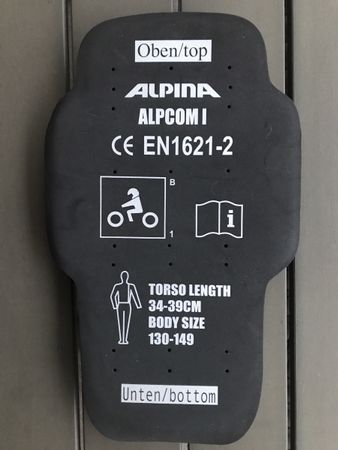 Oben/top
ALPINA
ALPCOM I
CE EN1621-2
B
i
1
TORSO LENGTH
34-39CM
BODY SIZE
130-149
Unten/bottom